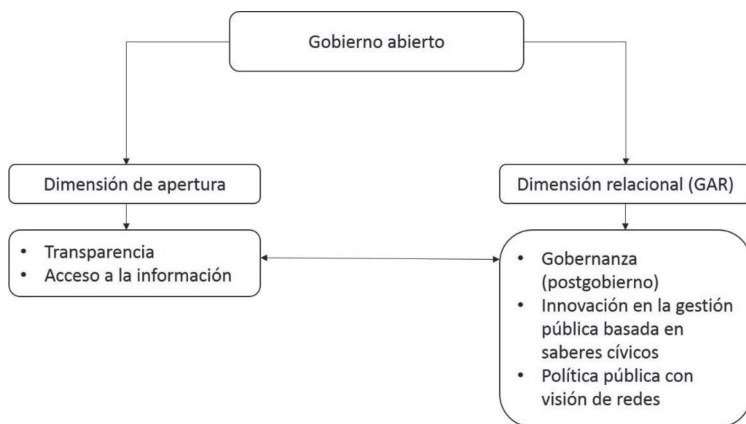 Gobierno abierto
Dimensión de apertura
Dimensión relacional (GAR)
• Transparencia
• Acceso a la información
• Gobernanza
(postgobierno)
• Innovación en la gestión
pública basada en
saberes cívicos
• Política pública con
visión de redes